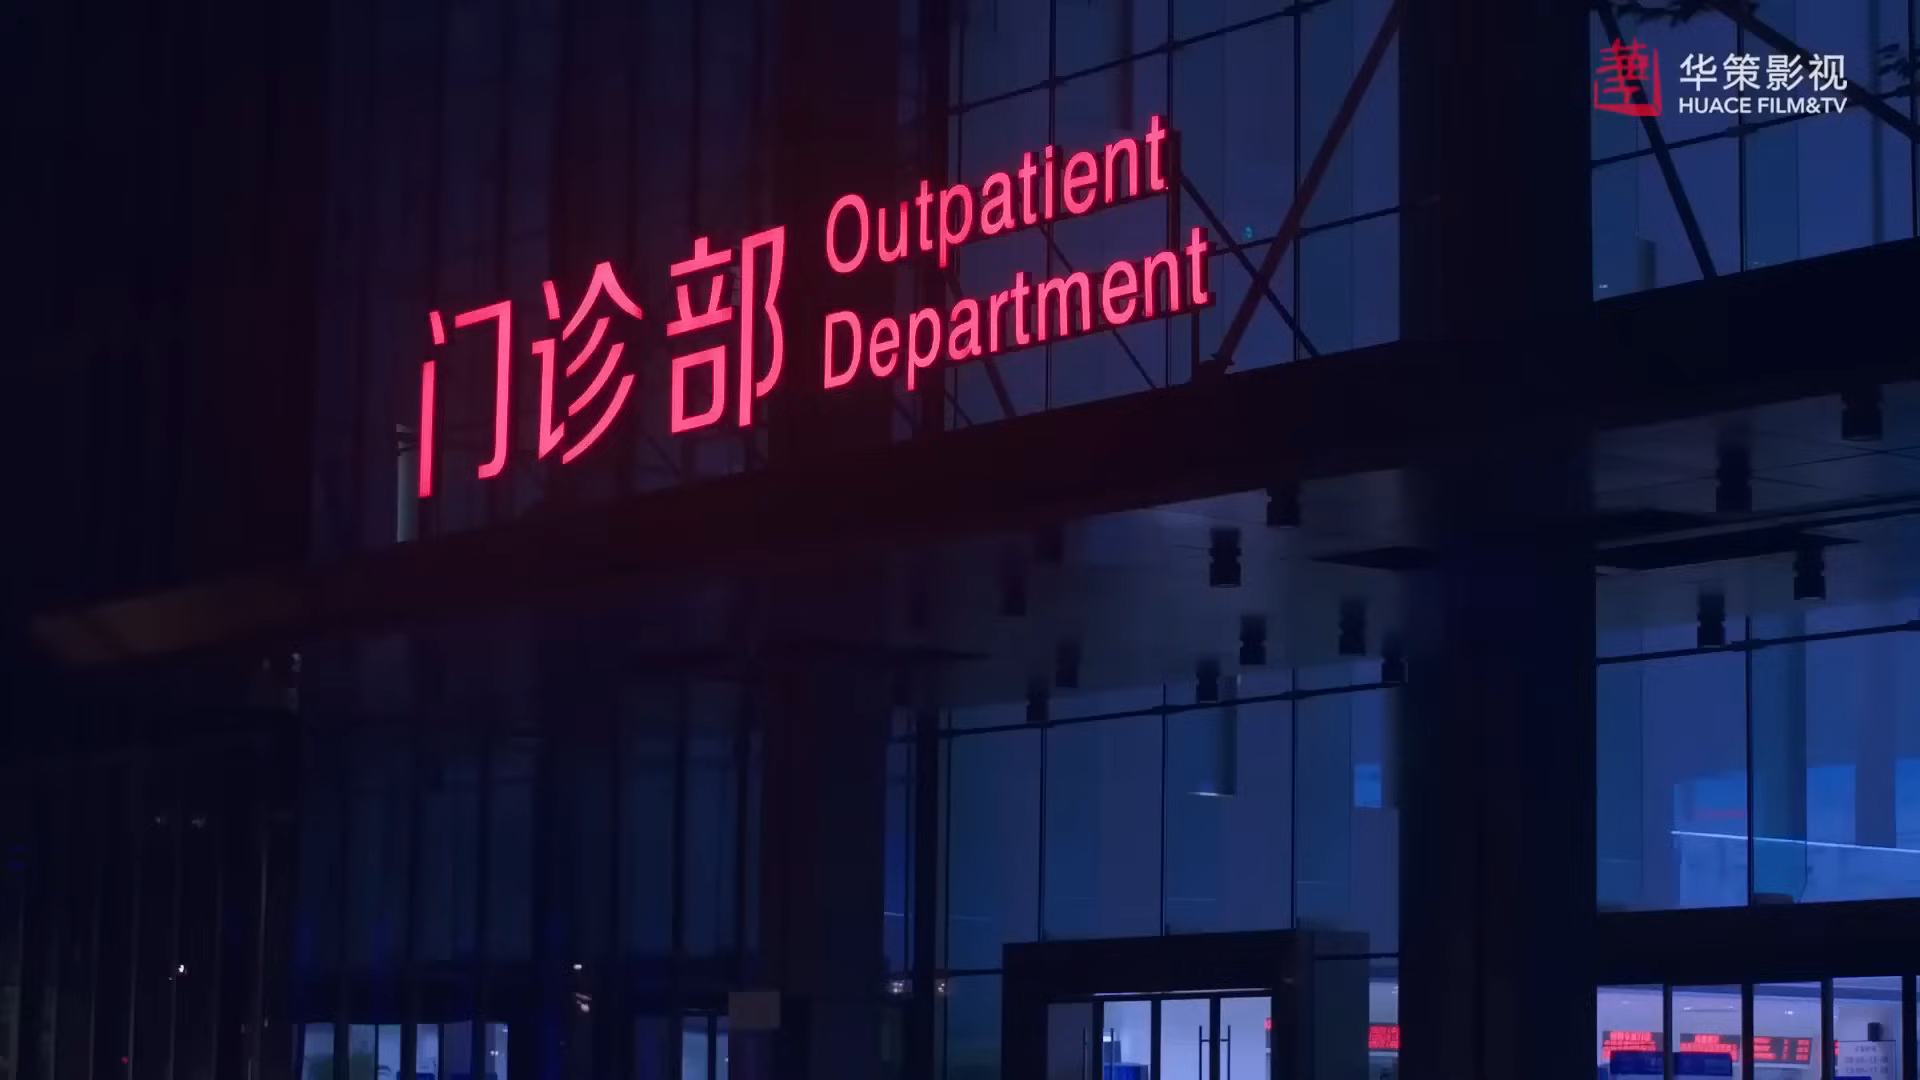 华策影视
HUACE FILM&TV
门诊部
Outpatient
Department